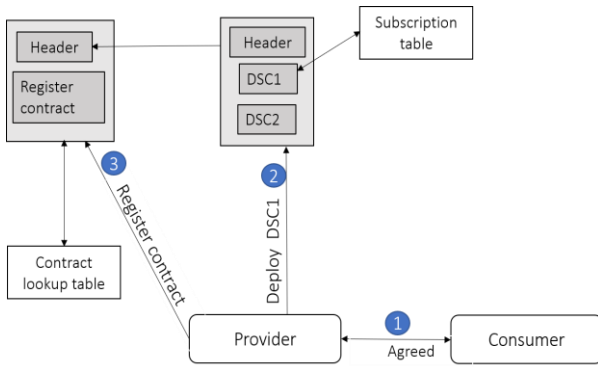 Header
Register
contract
Header
DSC1
DSC2
Subscription
table
3
Register contract
2
Deploy DSC1
Contract
lookup table
Provider
1
Agreed
Consumer